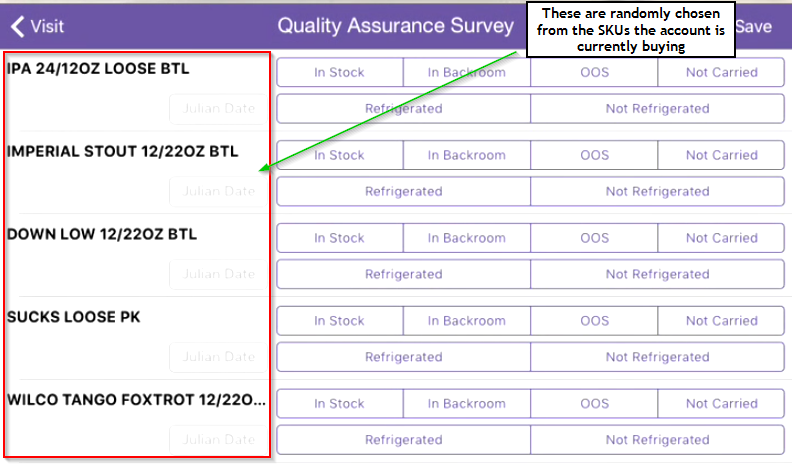 Visit
Quality Assurance Survey
Save
These are randomly chosen
from the SKUs the account is
currently buying
IPA 24/12OZ LOOSE BTL
In Stock
In Backroom
OOS
Not Carried
Julian Date
Refrigerated
Not Refrigerated
IMPERIAL STOUT 12/22OZ BTL
In Stock
In Backroom
OOS
Not Carried
Julian Date
Refrigerated
Not Refrigerated
DOWN LOW 12/22OZ BTL
In Stock
In Backroom
OOS
Not Carried
Julian Date
Refrigerated
Not Refrigerated
SUCKS LOOSE PK
In Stock
In Backroom
OOS
Not Carried
Julian Date
Refrigerated
Not Refrigerated
WILCO TANGO FOXTROT 12/22O...
In Stock
In Backroom
OOS
Not Carried
Julian Date
Refrigerated
Not Refrigerated